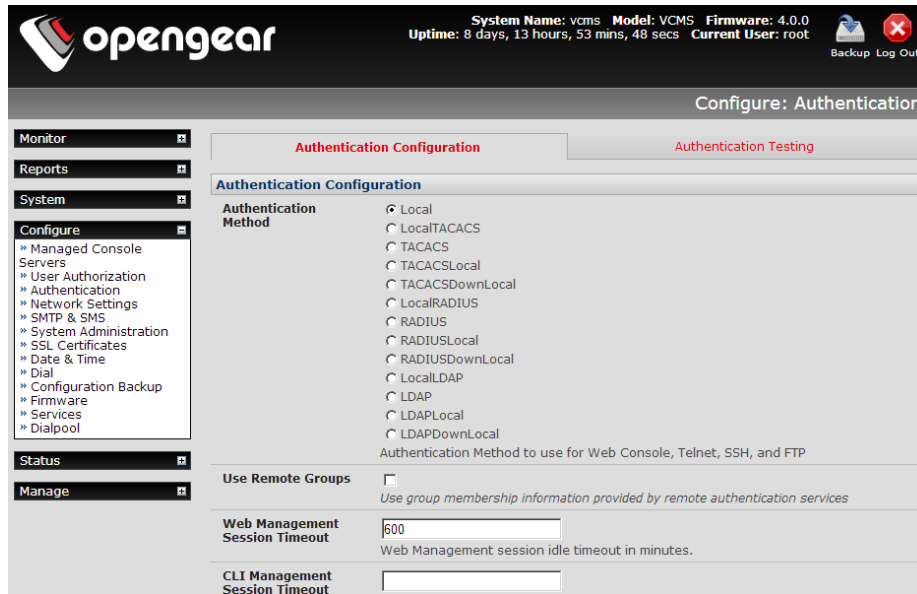 opengear
System Name: vcms Model: VCMS Firmware: 4.0.0
Uptime: 8 days, 13 hours, 53 mins, 48 secs Current User: root
Backup Log Out
Configure: Authentication
Monitor
Reports
System
Configure
» Managed Console
Servers
» User Authorization
» Authentication
» Network Settings
» SMTP & SMS
» System Administration
» SSL Certificates
» Date & Time
» Dial
» Configuration Backup
» Firmware
» Services
» Dialpool
Status
Manage
Authentication Configuration
Authentication Testing
Authentication Configuration
Authentication
Method
Local
LocalTACACS
TACACS
TACACSLocal
TACACSDownLocal
LocalRADIUS
RADIUS
RADIUSLocal
RADIUSDownLocal
LocalLDAP
LDAP
LDAPLocal
LDAPDownLocal
Authentication Method to use for Web Console, Telnet, SSH, and FTP
Use Remote Groups
Use group membership information provided by remote authentication services
Web Management
Session Timeout
600
Web Management session idle timeout in minutes.
CLI Management
Session Timeout